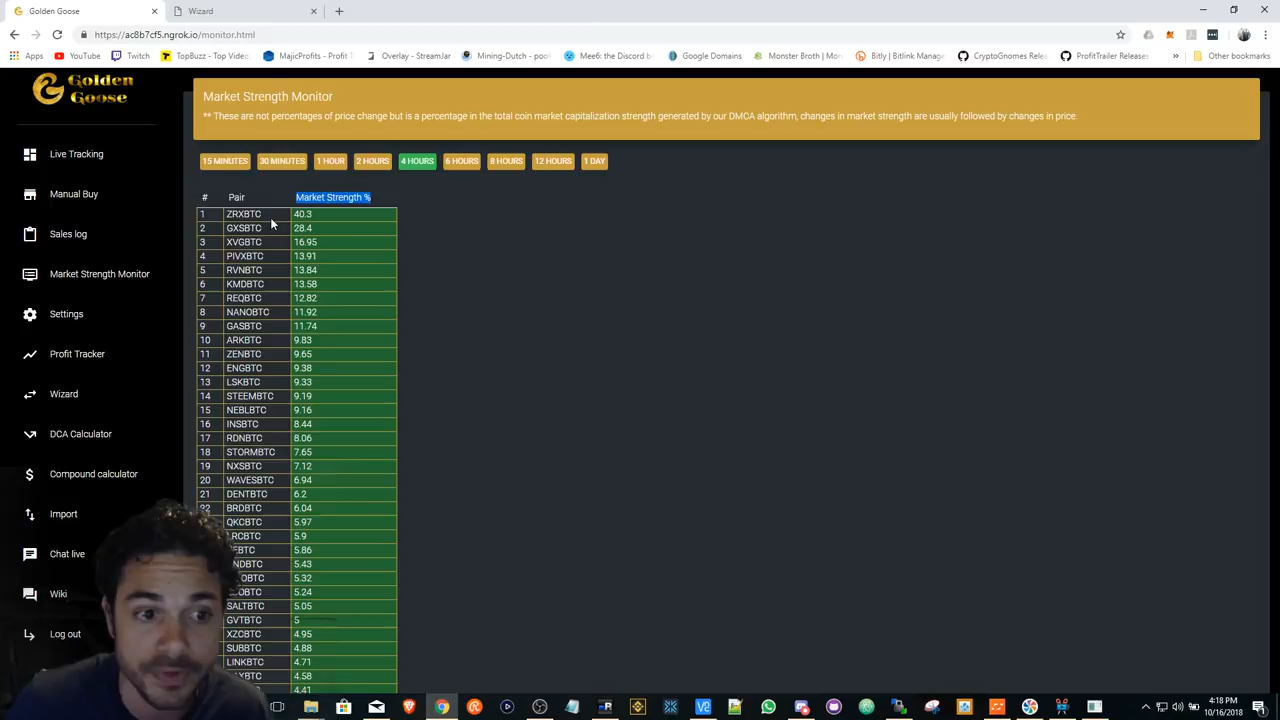 Golden Goose
Wizard
https://ac8b7cf5.ngrok.io/monitor.html
Apps
YouTube
Twitch
TopBuzz - Top Video
MajicProfits - Profit T
Overlay - StreamJar
Mining-Dutch - pool
Mee6: the Discord b
Google Domains
Monster Broth | Mon
Bitly | Bitlink Manage
CryptoGnomes Relea
ProfitTrailer Releases
»
Other bookmarks
Golden
Goose
Live Tracking
Manual Buy
Sales log
Market Strength Monitor
Settings
Profit Tracker
Wizard
DCA Calculator
Compound calculator
Import
Chat live
Wiki
Log out
Market Strength Monitor
** These are not percentages of price change but is a percentage in the total coin market capitalization strength generated by our DMCA algorithm, changes in market strength are usually followed by changes in price.
15 MINUTES 30 MINUTES 1 HOUR 2 HOURS 4 HOURS 6 HOURS 8 HOURS 12 HOURS 1 DAY
# Pair Market Strength %
1 ZRXBTC 40.3
2 GXSBTC 28.4
3 XVGBTC 16.95
4 PIVXBTC 13.91
5 RVNBTC 13.84
6 KMDBTC 13.58
7 REQBTC 12.82
8 NANOBTC 11.92
9 GASBTC 11.74
10 ARKBTC 9.83
11 ZENBTC 9.65
12 ENGBTC 9.38
13 LSKBTC 9.33
14 STEEMBTC 9.19
15 NEBLBTC 9.16
16 INSBTC 8.44
17 RDNBTC 8.06
18 STORMBTC 7.65
19 NXSBTC 7.12
20 WAVESBTC 6.94
21 DENTBTC 6.2
22 BRDBTC 6.04
QKCBTC 5.97
RCBTC 5.9
EBTC 5.86
NDBTC 5.43
OBTC 5.32
OBTC 5.24
SALTBTC 5.05
GVTBTC 5
XZCBTC 4.95
SUBBTC 4.88
LINKBTC 4.71
XBTC 4.58
4.41
4:18 PM
10/16/2018